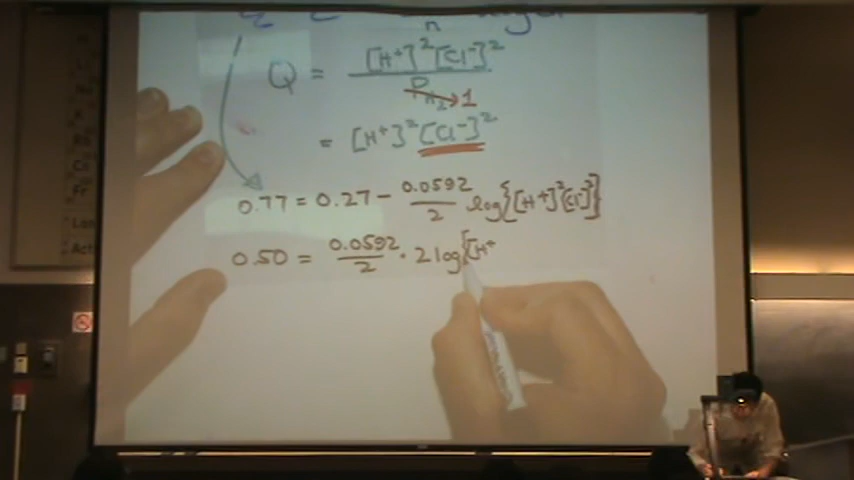 n
Q = [H⁺]²[Cl⁻]² / P_H₂ → 1
= [H⁺]²[Cl⁻]²
0.77 = 0.27 - 0.0592/2 log{[H⁺]²[Cl⁻]²}
0.50 = 0.0592/2 · 2 log{[H⁺
Fr